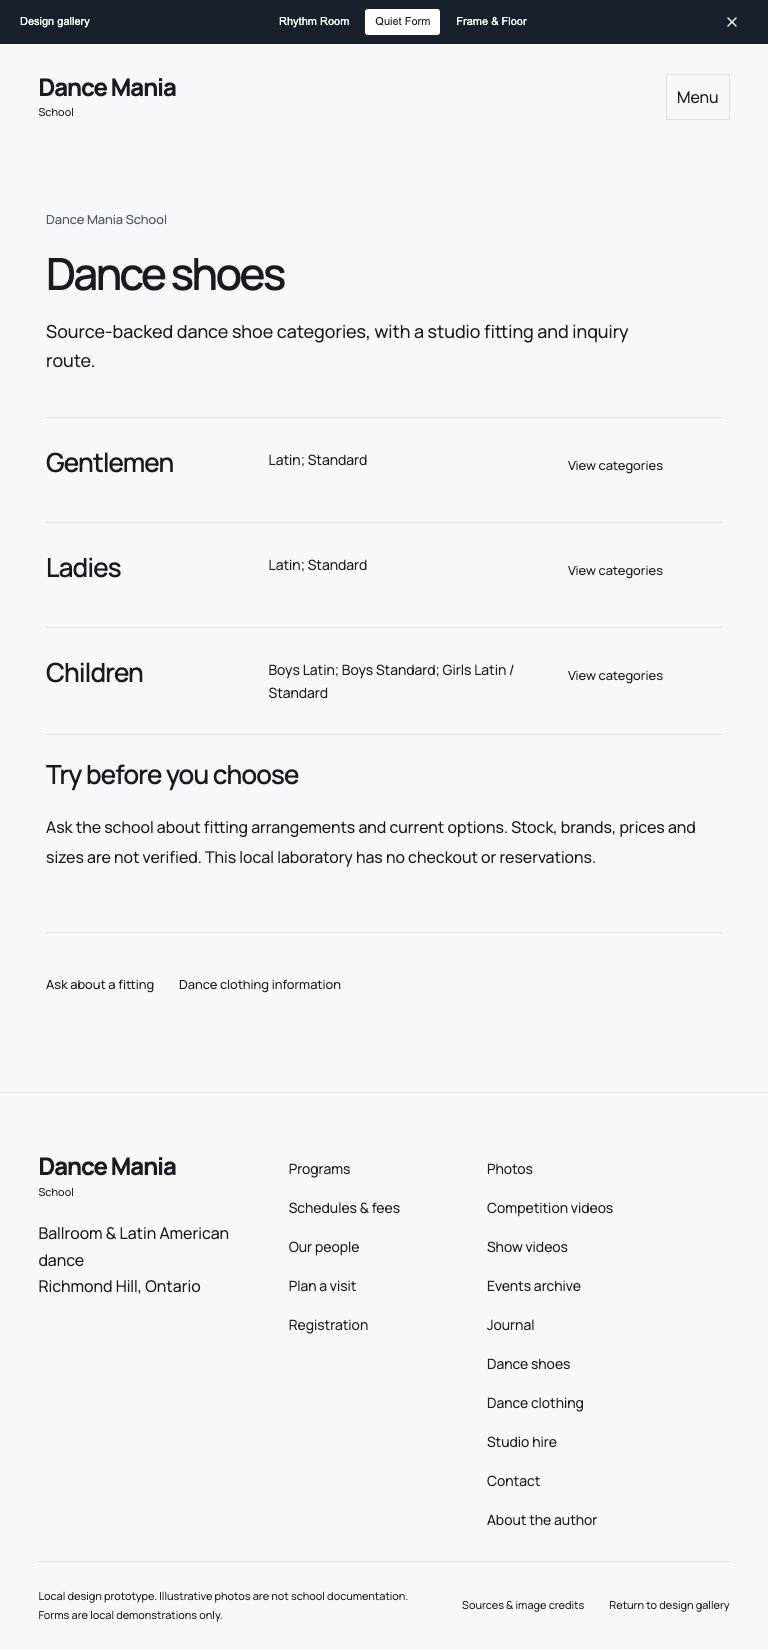 Design gallery
Rhythm Room
Quiet Form
Frame & Floor
×
Dance Mania
School
Menu
Dance Mania School
Dance shoes
Source-backed dance shoe categories, with a studio fitting and inquiry
route.
Gentlemen
Latin; Standard
View categories
Ladies
Latin; Standard
View categories
Children
Boys Latin; Boys Standard; Girls Latin /
Standard
View categories
Try before you choose
Ask the school about fitting arrangements and current options. Stock, brands, prices and
sizes are not verified. This local laboratory has no checkout or reservations.
Ask about a fitting
Dance clothing information
Dance Mania
School
Ballroom & Latin American
dance
Richmond Hill, Ontario
Programs
Schedules & fees
Our people
Plan a visit
Registration
Photos
Competition videos
Show videos
Events archive
Journal
Dance shoes
Dance clothing
Studio hire
Contact
About the author
Local design prototype. Illustrative photos are not school documentation.
Forms are local demonstrations only.
Sources & image credits
Return to design gallery